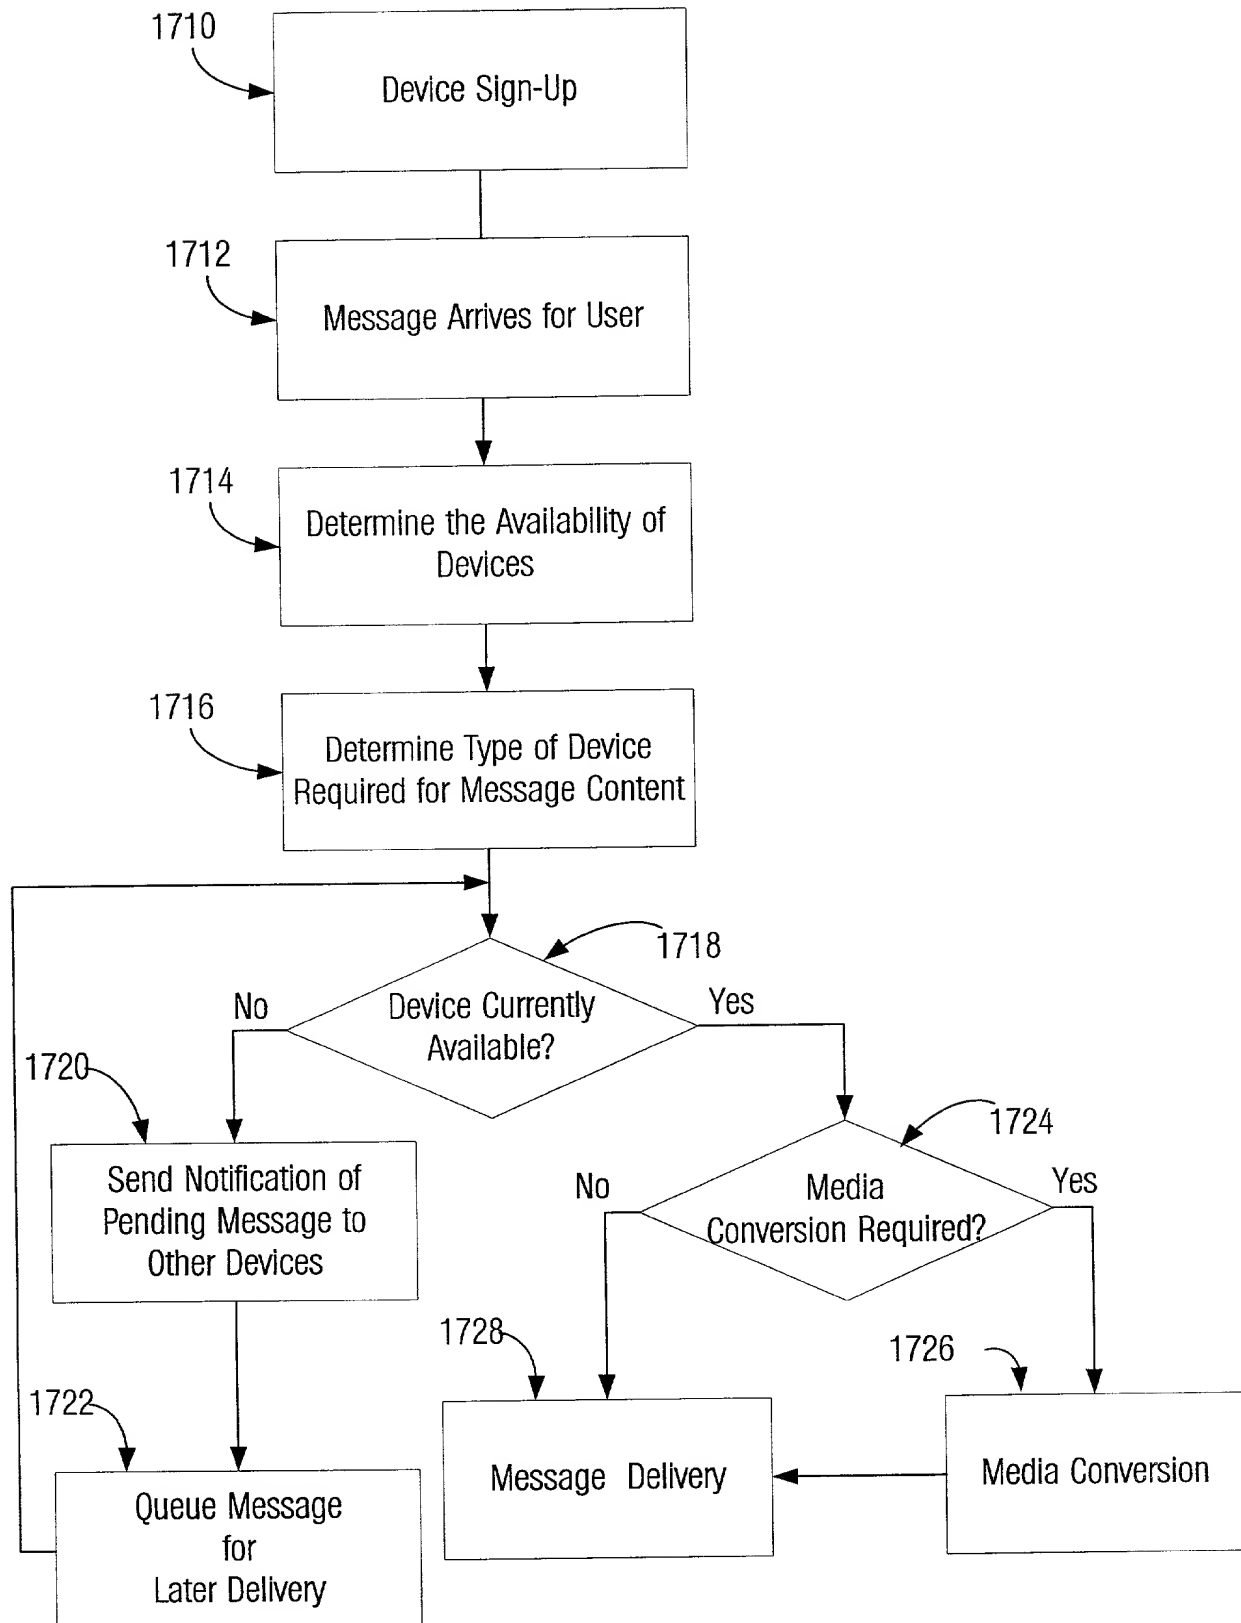 1710
Device Sign-Up
1712
Message Arrives for User
1714
Determine the Availability of
Devices
1716
Determine Type of Device
Required for Message Content
1718
No
Device Currently
Available?
Yes
1720
1724
Send Notification of
Pending Message to
Other Devices
No
Media
Conversion Required?
Yes
1728
1726
1722
Message Delivery
Media Conversion
Queue Message
for
Later Delivery